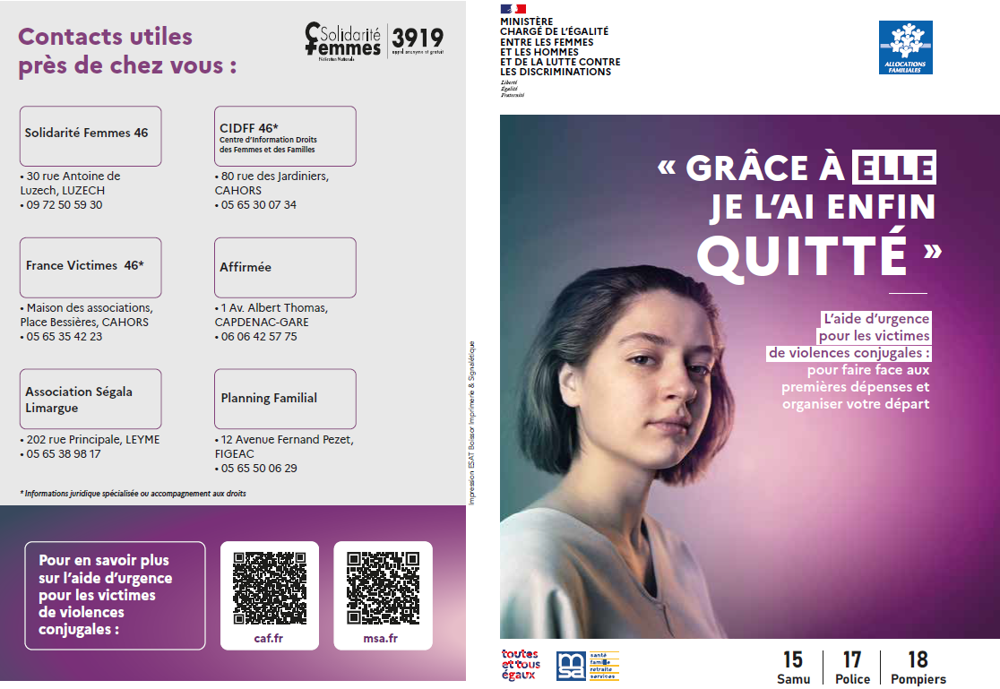 Contacts utiles
près de chez vous :
Solidarité
Femmes
Fédération Nationale
3919
appel anonyme et gratuit
Solidarité Femmes 46
• 30 rue Antoine de
Luzech, LUZECH
• 09 72 50 59 30
CIDFF 46*
Centre d'Information Droits
des Femmes et des Familles
• 80 rue des Jardiniers,
CAHORS
• 05 65 30 07 34
France Victimes 46*
• Maison des associations,
Place Bessières, CAHORS
• 05 65 35 42 23
Affirmée
• 1 Av. Albert Thomas,
CAPDENAC-GARE
• 06 06 42 57 75
Association Ségala
Limargue
• 202 rue Principale, LEYME
• 05 65 38 98 17
Planning Familial
• 12 Avenue Fernand Pezet,
FIGEAC
• 05 65 50 06 29
* Informations juridique spécialisée ou accompagnement aux droits
Pour en savoir plus
sur l'aide d'urgence
pour les victimes
de violences
conjugales :
caf.fr
msa.fr
Impression ESAT Boissor Imprimerie & Signalétique
MINISTÈRE
CHARGÉ DE L'ÉGALITÉ
ENTRE LES FEMMES
ET LES HOMMES
ET DE LA LUTTE CONTRE
LES DISCRIMINATIONS
Liberté
Égalité
Fraternité
ALLOCATIONS
FAMILIALES
« GRÂCE À ELLE
JE L'AI ENFIN
QUITTÉ »
L'aide d'urgence
pour les victimes
de violences conjugales :
pour faire face aux
premières dépenses et
organiser votre départ
toutes
et tous
égaux
msa
santé
famille
retraite
services
15
Samu
17
Police
18
Pompiers